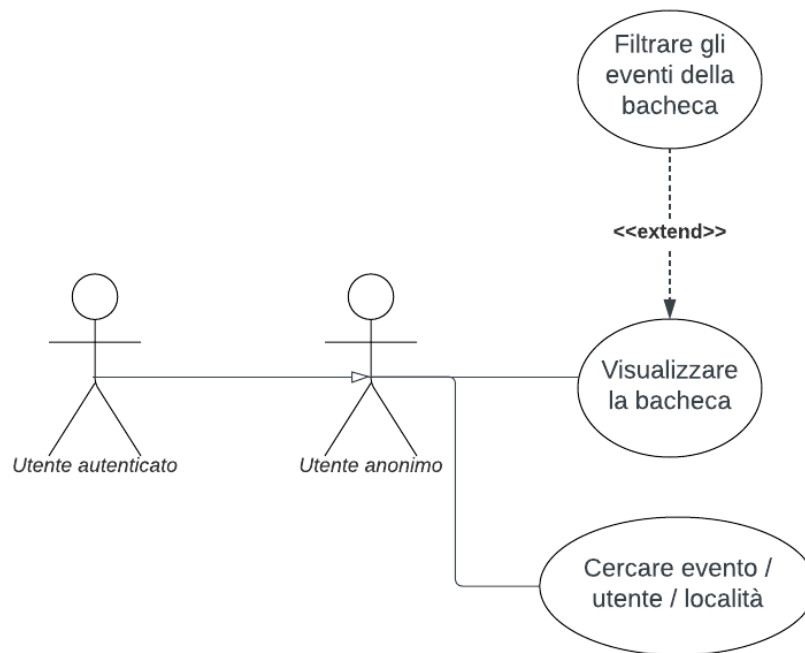 Filtrare gli
eventi della
bacheca
<<extend>>
Visualizzare
la bacheca
Utente autenticato
Utente anonimo
Cercare evento /
utente / località